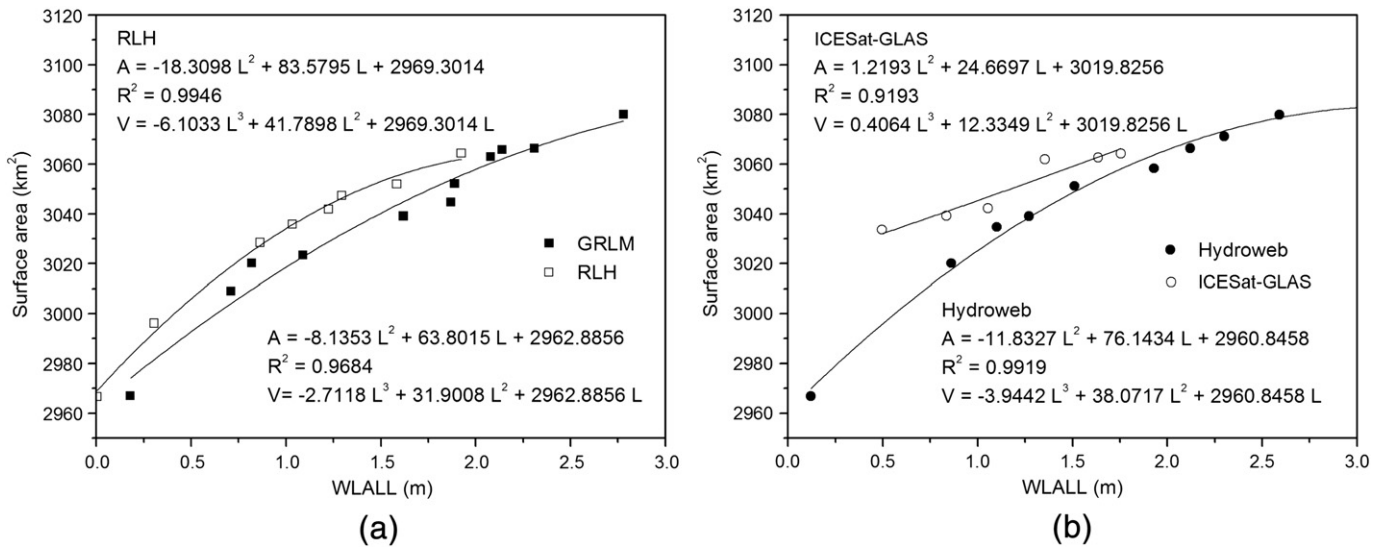 RLH
A = -18.3098 L² + 83.5795 L + 2969.3014
R² = 0.9946
V = -6.1033 L³ + 41.7898 L² + 2969.3014 L
GRLM
RLH
A = -8.1353 L² + 63.8015 L + 2962.8856
R² = 0.9684
V= -2.7118 L³ + 31.9008 L² + 2962.8856 L
Surface area (km²)
3120
3100
3080
3060
3040
3020
3000
2980
2960
0.0 0.5 1.0 1.5 2.0 2.5 3.0
WLALL (m)
(a)
ICESat-GLAS
A = 1.2193 L² + 24.6697 L + 3019.8256
R² = 0.9193
V = 0.4064 L³ + 12.3349 L² + 3019.8256 L
Hydroweb
ICESat-GLAS
Hydroweb
A = -11.8327 L² + 76.1434 L + 2960.8458
R² = 0.9919
V = -3.9442 L³ + 38.0717 L² + 2960.8458 L
Surface area (km²)
3120
3100
3080
3060
3040
3020
3000
2980
2960
0.0 0.5 1.0 1.5 2.0 2.5 3.0
WLALL (m)
(b)